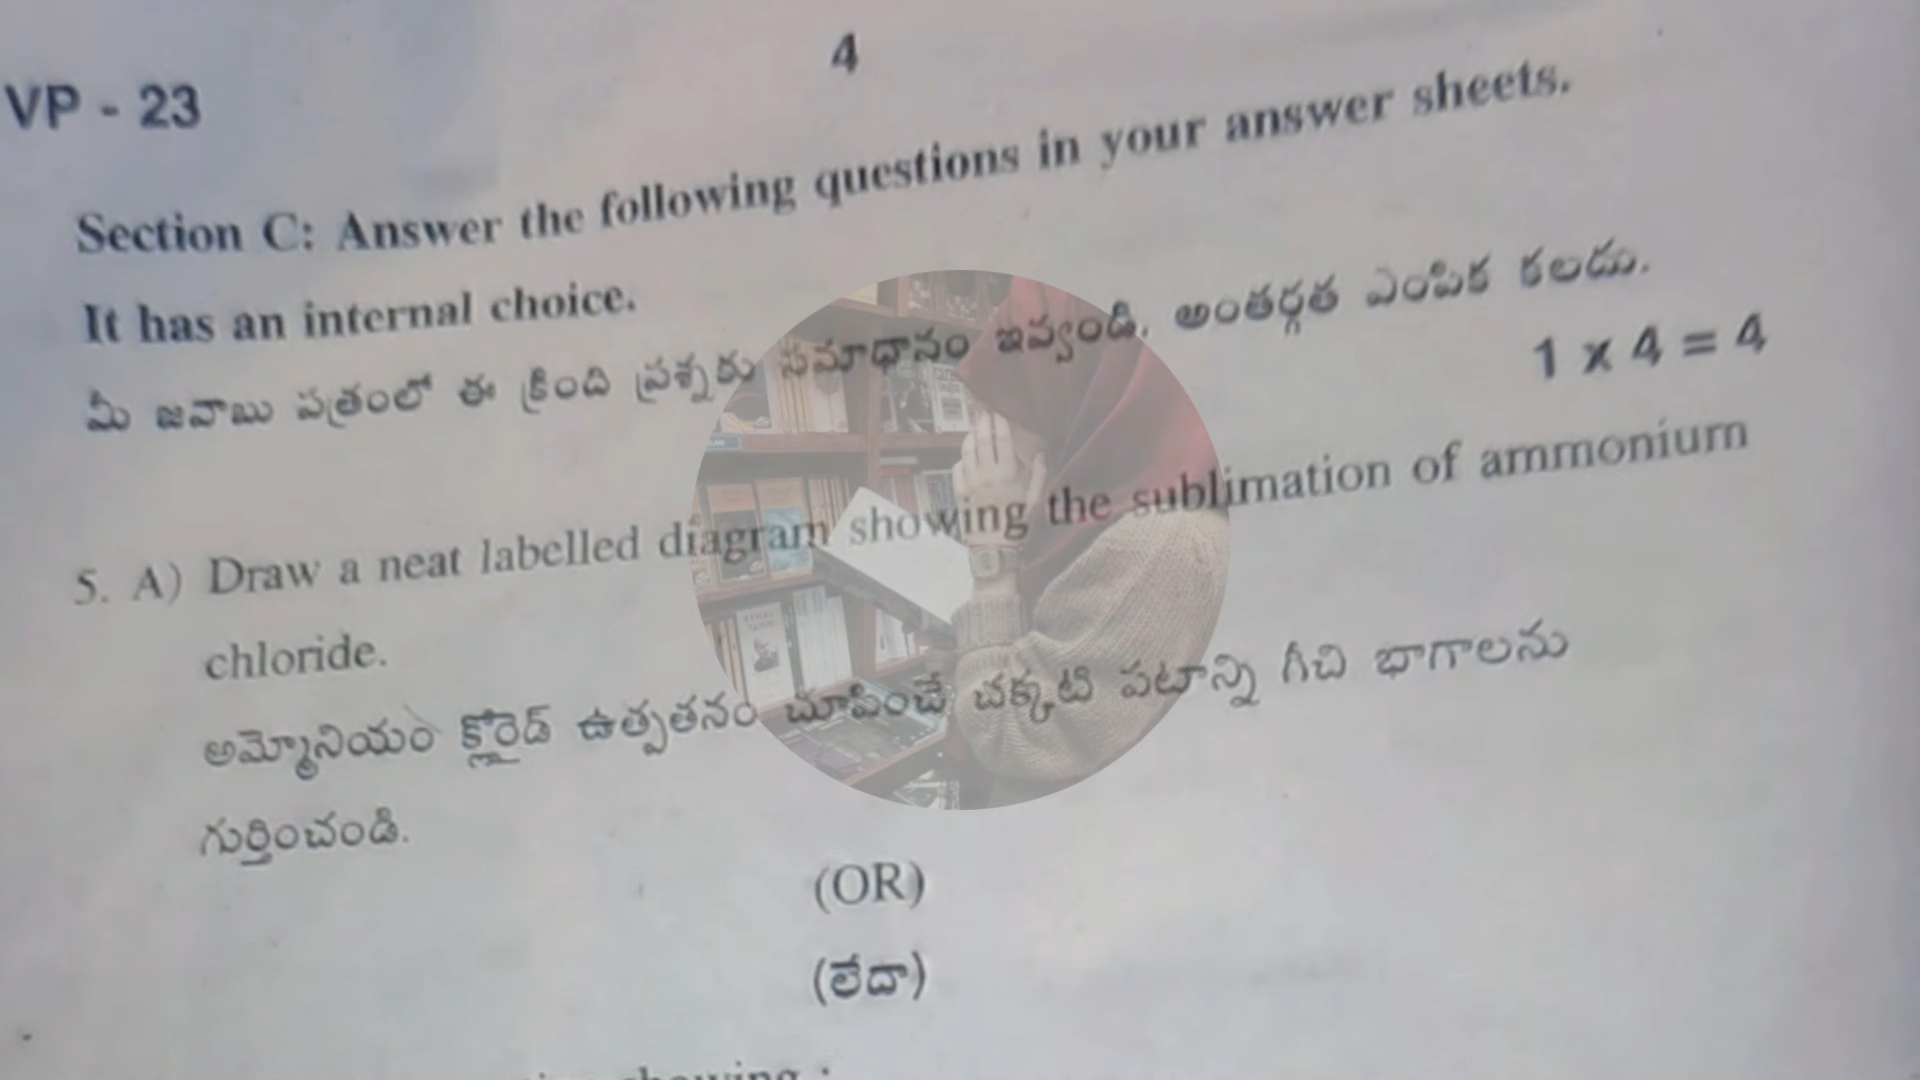 4
VP - 23
Section C: Answer the following questions in your answer sheets.
It has an internal choice.
మీ జవాబు పత్రంలో ఈ క్రింది ప్రశ్నకు సమాధానం ఇవ్వండి. అంతర్గత ఎంపిక కలదు.
1 x 4 = 4
5. A) Draw a neat labelled diagram showing the sublimation of ammonium
chloride.
అమ్మోనియం క్లోరైడ్ ఉత్పతనం చూపించే చక్కటి పటాన్ని గీచి భాగాలను
గుర్తించండి.
(OR)
(లేదా)
showing :